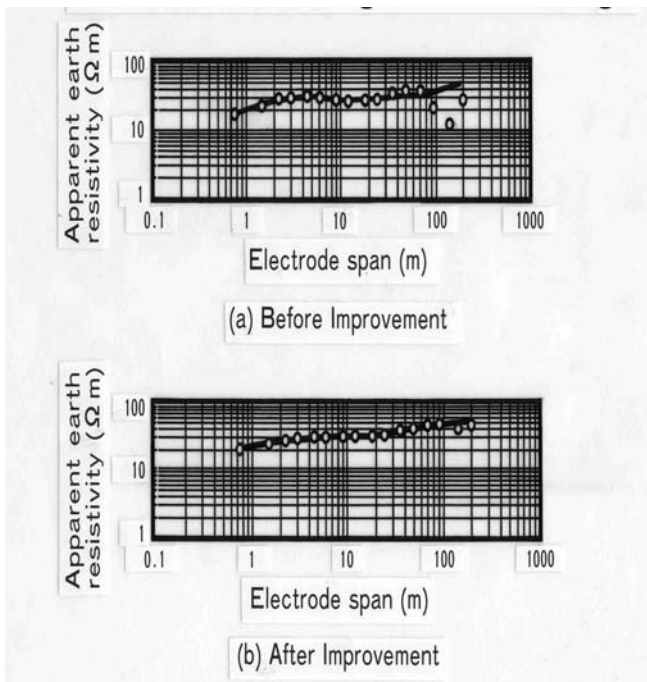 Apparent earth
resistivity (Ω m)
100
10
1
0.1 1 10 100 1000
Electrode span (m)
(a) Before Improvement
Apparent earth
resistivity (Ω m)
100
10
1
0.1 1 10 100 1000
Electrode span (m)
(b) After Improvement